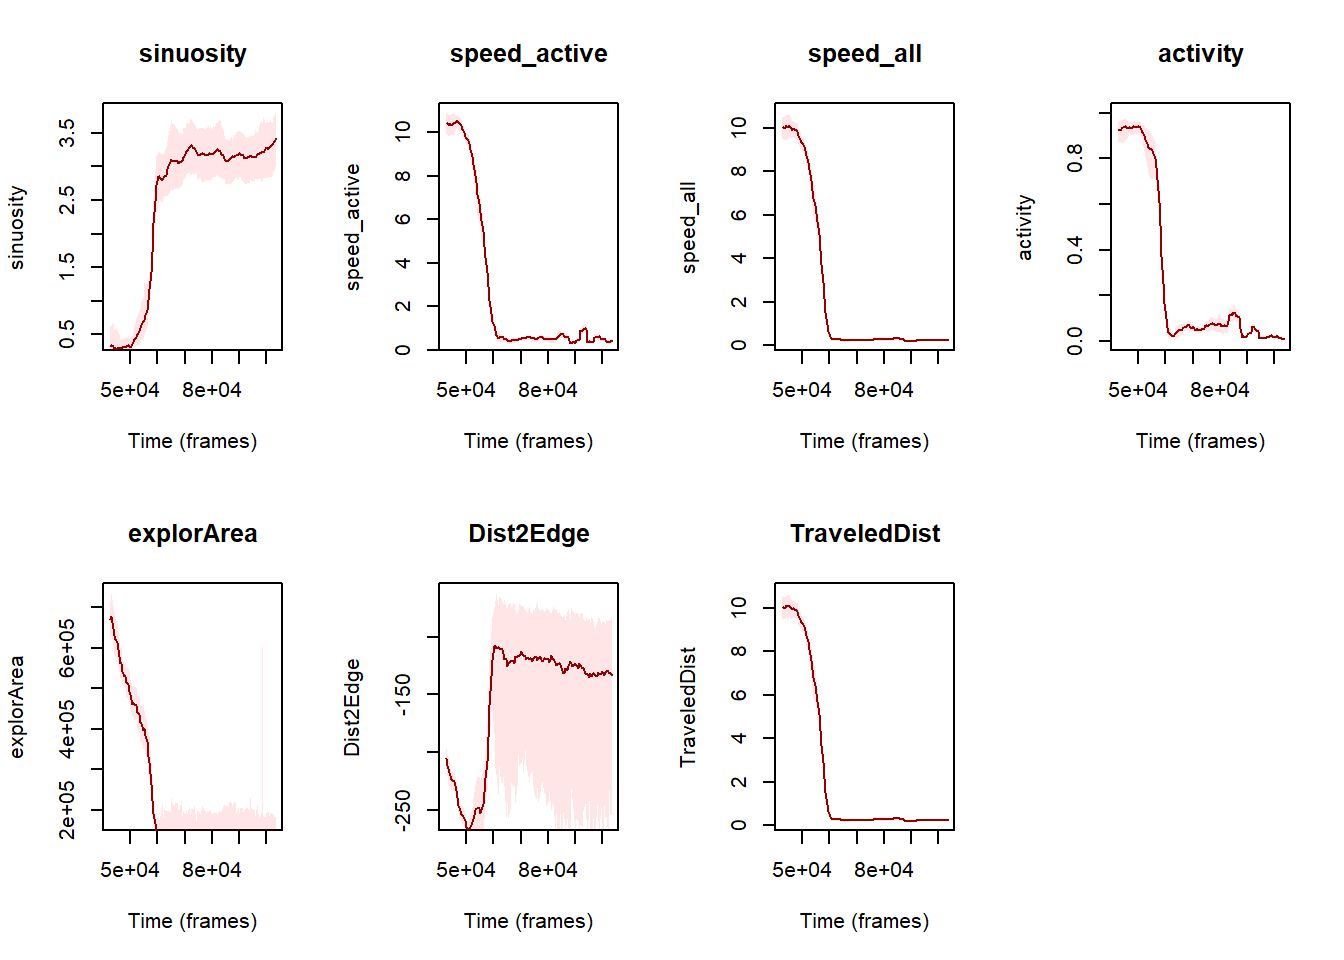 sinuosity
speed_active
speed_all
activity
sinuosity
0.5 1.5 2.5 3.5
5e+04 8e+04
Time (frames)
speed_active
0 2 4 6 8 10
5e+04 8e+04
Time (frames)
speed_all
0 2 4 6 8 10
5e+04 8e+04
Time (frames)
activity
0.0 0.4 0.8
5e+04 8e+04
Time (frames)
explorArea
Dist2Edge
TraveledDist
explorArea
2e+05 4e+05 6e+05
5e+04 8e+04
Time (frames)
Dist2Edge
-250 -150
5e+04 8e+04
Time (frames)
TraveledDist
0 2 4 6 8 10
5e+04 8e+04
Time (frames)